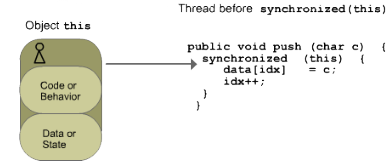 Thread before synchronized(this)
Object this
public void push (char c) {
synchronized (this) {
data[idx] = c;
idx++;
}
}
Code or
Behavior
Data or
State